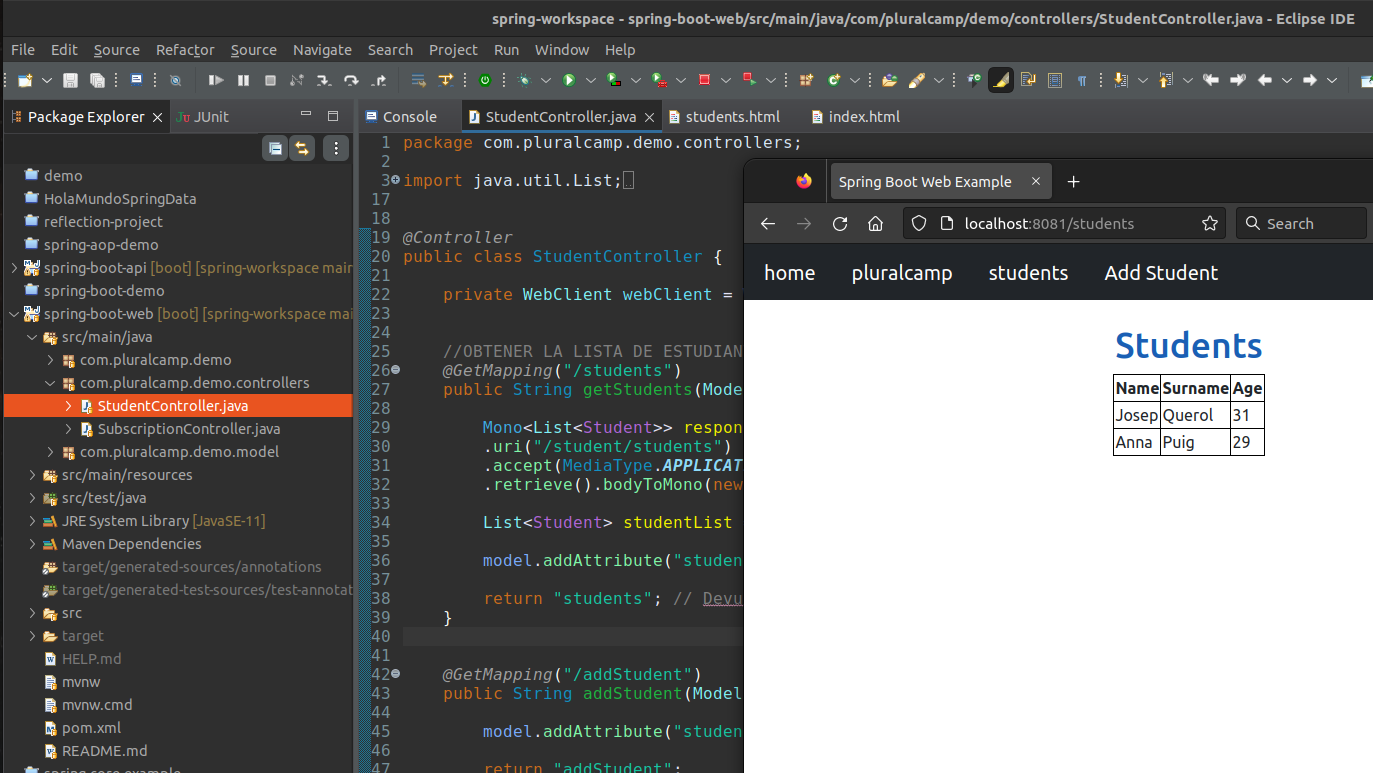 spring-workspace - spring-boot-web/src/main/java/com/pluralcamp/demo/controllers/StudentController.java - Eclipse IDE
File Edit Source Refactor Source Navigate Search Project Run Window Help
Package Explorer
Ju JUnit
demo
HolaMundoSpringData
reflection-project
spring-aop-demo
spring-boot-api [boot] [spring-workspace main
spring-boot-demo
spring-boot-web [boot] [spring-workspace mai
src/main/java
com.pluralcamp.demo
com.pluralcamp.demo.controllers
StudentController.java
SubscriptionController.java
com.pluralcamp.demo.model
src/main/resources
src/test/java
JRE System Library [JavaSE-11]
Maven Dependencies
target/generated-sources/annotations
target/generated-test-sources/test-annotat
src
target
HELP.md
mvnw
mvnw.cmd
pom.xml
README.md
spring-core-example
Console StudentController.java students.html index.html
1 package com.pluralcamp.demo.controllers;
2
3 import java.util.List;
17
18
19 @Controller
20 public class StudentController {
21
22 private WebClient webClient =
23
24
25 //OBTENER LA LISTA DE ESTUDIANT
26 @GetMapping("/students")
27 public String getStudents(Mode
28
29 Mono<List<Student>> respon
30 .uri("/student/students")
31 .accept(MediaType.APPLICAT
32 .retrieve().bodyToMono(new
33
34 List<Student> studentList
35
36 model.addAttribute("studen
37
38 return "students"; // Devu
39 }
40
41
42 @GetMapping("/addStudent")
43 public String addStudent(Model
44
45 model.addAttribute("studen
46
47 return "addStudent";
Spring Boot Web Example
localhost:8081/students
Search
home pluralcamp students Add Student
Students
Name Surname Age
Josep Querol 31
Anna Puig 29